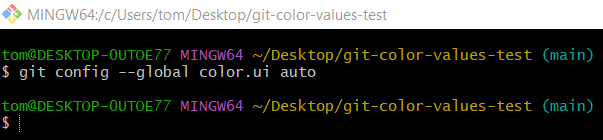 MINGW64:/c/Users/tom/Desktop/git-color-values-test
tom@DESKTOP-OUTOE77 MINGW64 ~/Desktop/git-color-values-test (main)
$ git config --global color.ui auto
tom@DESKTOP-OUTOE77 MINGW64 ~/Desktop/git-color-values-test (main)
$